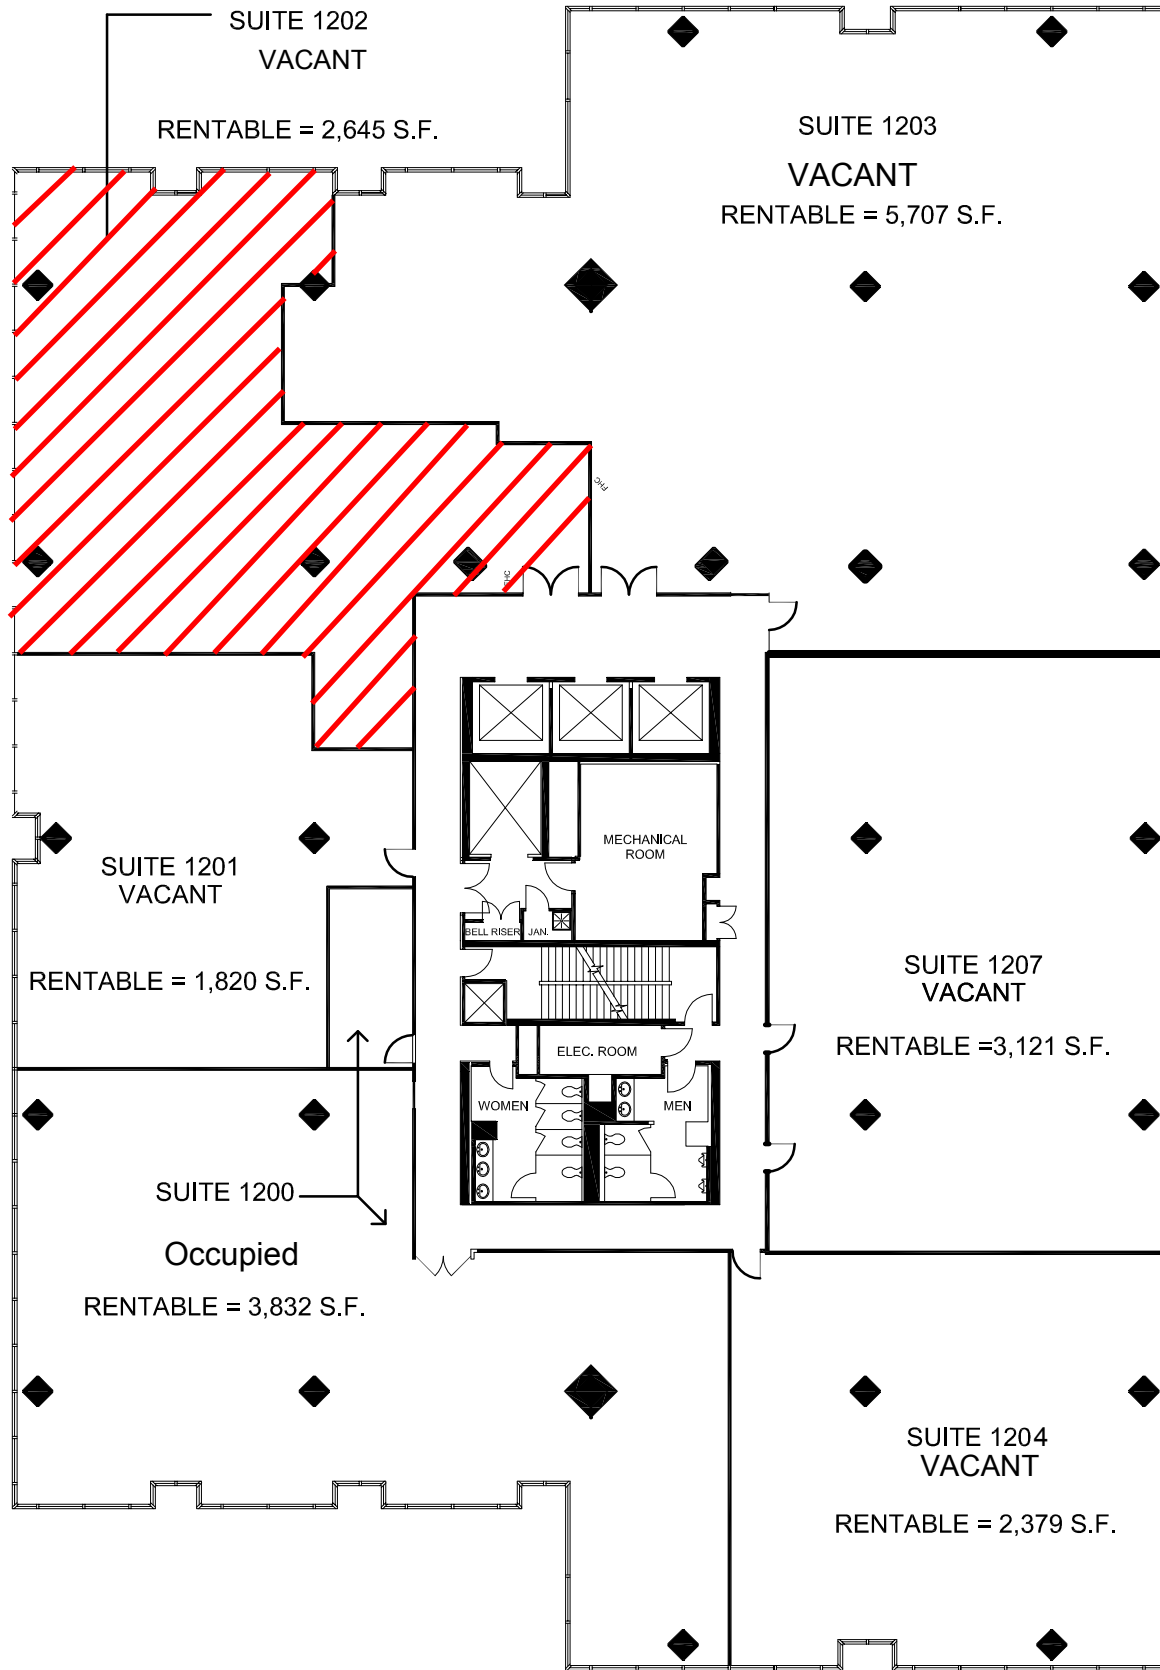 SUITE 1202
VACANT
RENTABLE = 2,645 S.F.
SUITE 1203
VACANT
RENTABLE = 5,707 S.F.
FHC
FHC
MECHANICAL
ROOM
SUITE 1201
VACANT
RENTABLE = 1,820 S.F.
BELL RISER
JAN.
SUITE 1207
VACANT
RENTABLE =3,121 S.F.
ELEC. ROOM
WOMEN
MEN
SUITE 1200
Occupied
RENTABLE = 3,832 S.F.
SUITE 1204
VACANT
RENTABLE = 2,379 S.F.